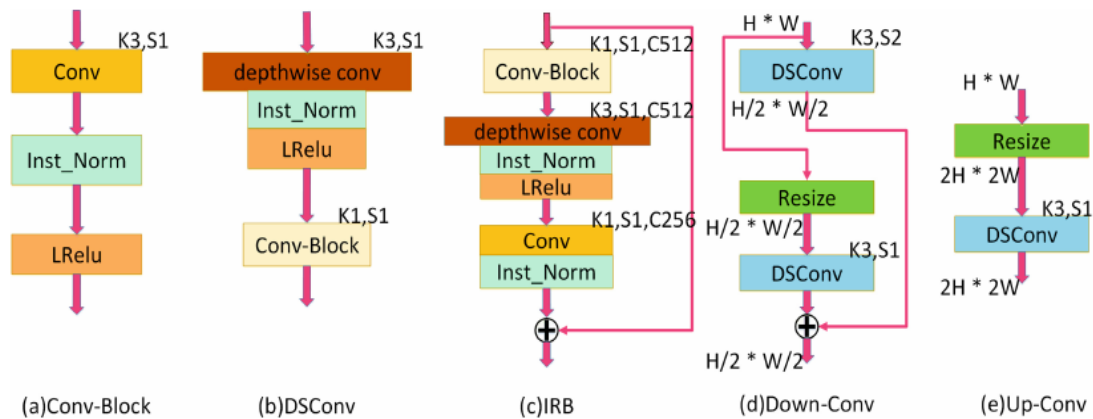 K3,S1
Conv
Inst_Norm
LRelu
(a)Conv-Block
K3,S1
depthwise conv
Inst_Norm
LRelu
K1,S1
Conv-Block
(b)DSConv
K1,S1,C512
Conv-Block
K3,S1,C512
depthwise conv
Inst_Norm
LRelu
K1,S1,C256
Conv
Inst_Norm
(c)IRB
H * W
K3,S2
DSConv
H/2 * W/2
Resize
H/2 * W/2
K3,S1
DSConv
H/2 * W/2
(d)Down-Conv
H * W
Resize
2H * 2W
K3,S1
DSConv
2H * 2W
(e)Up-Conv